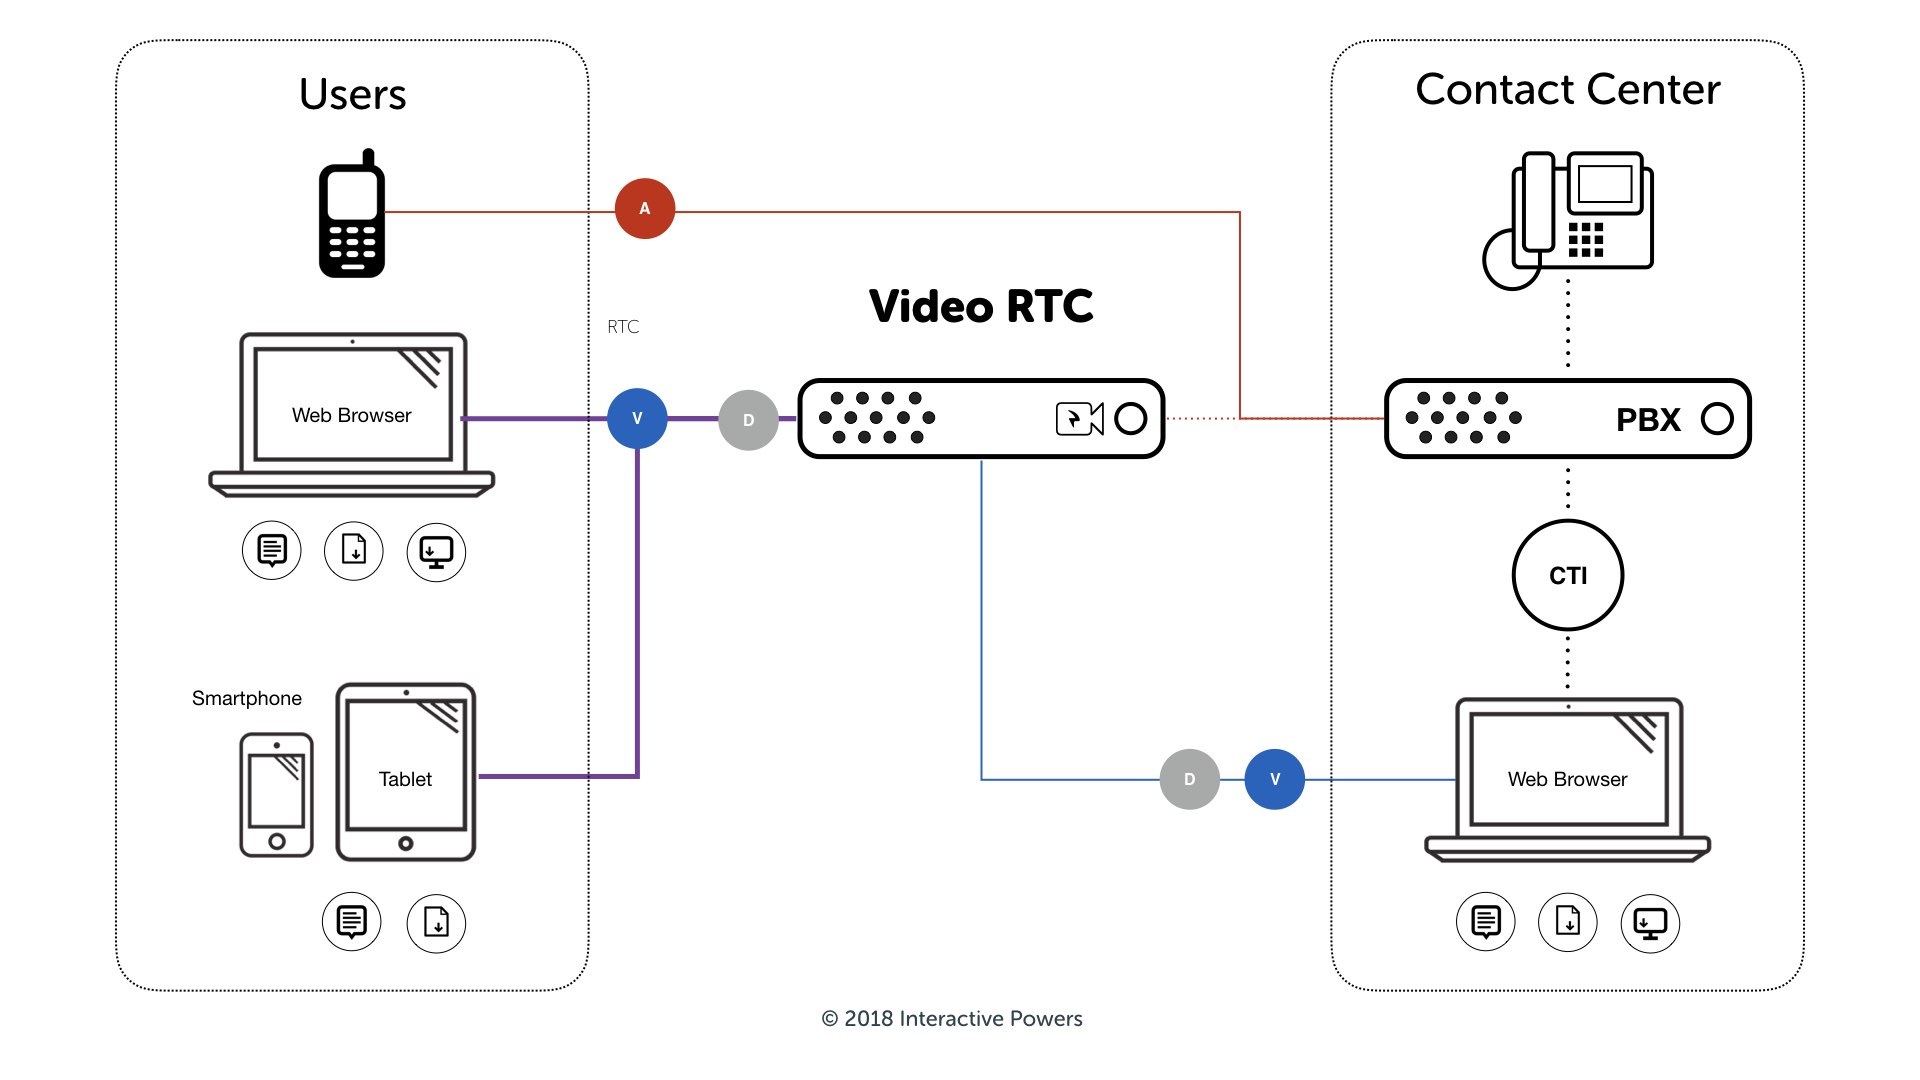 Users
Contact Center
A
Video RTC
RTC
Web Browser
V
D
PBX
CTI
Smartphone
Tablet
D
V
Web Browser
© 2018 Interactive Powers